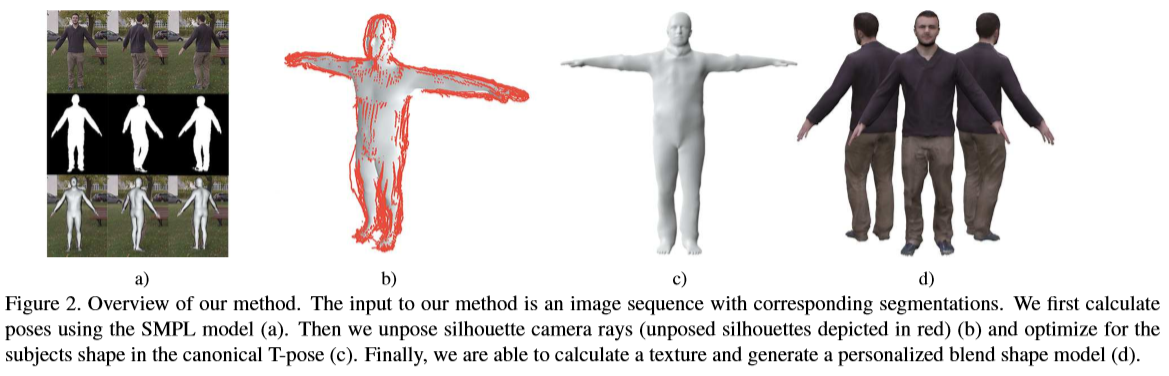 a)
b)
c)
d)
Figure 2. Overview of our method. The input to our method is an image sequence with corresponding segmentations. We first calculate
poses using the SMPL model (a). Then we unpose silhouette camera rays (unposed silhouettes depicted in red) (b) and optimize for the
subjects shape in the canonical T-pose (c). Finally, we are able to calculate a texture and generate a personalized blend shape model (d).